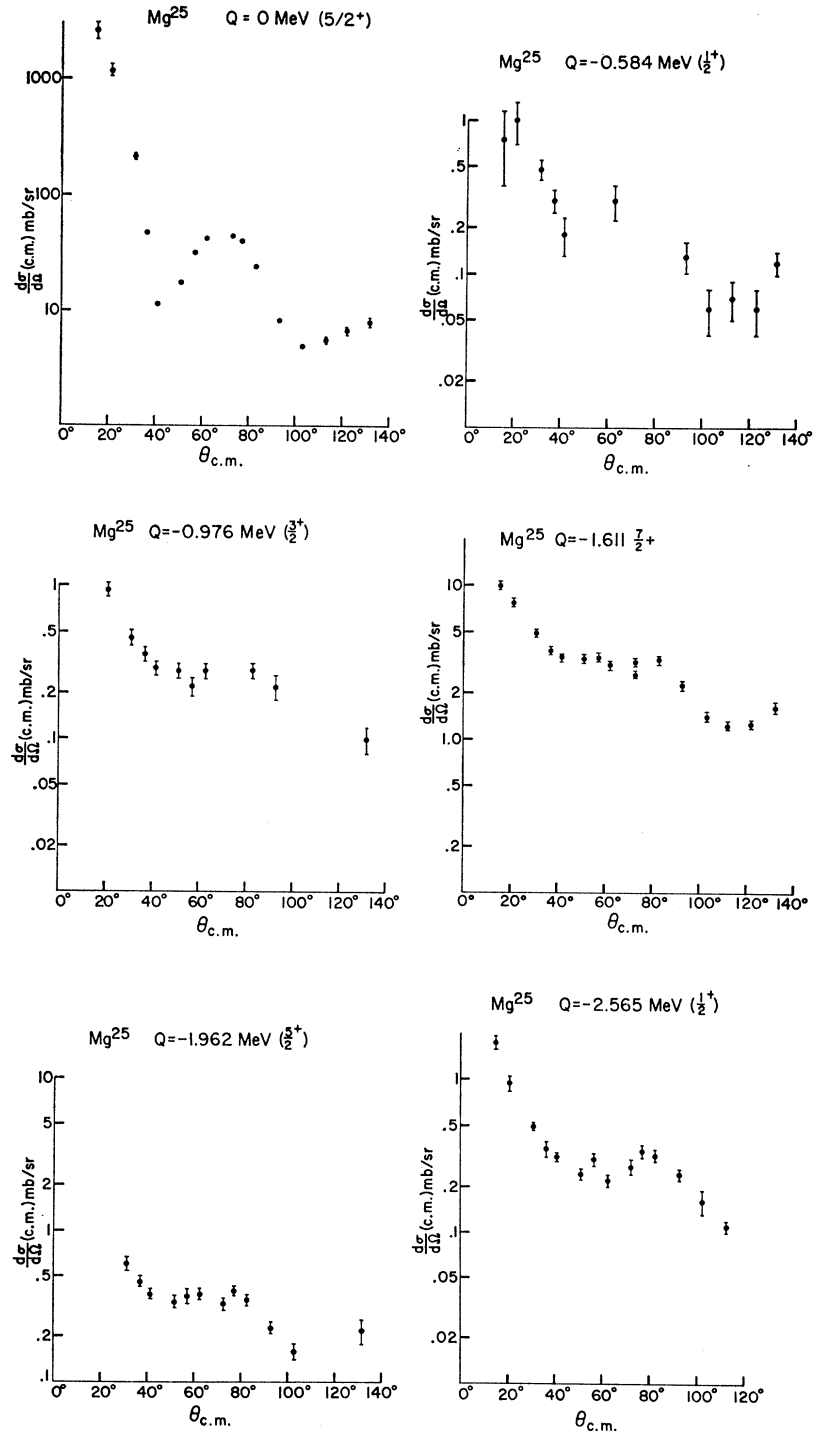 Mg25 Q = 0 MeV (5/2+)
1000
100
10
dσ/dΩ (c.m.) mb/sr
0° 20° 40° 60° 80° 100° 120° 140°
θc.m.
Mg25 Q=-0.584 MeV (1/2+)
1
.5
.2
.1
.05
.02
dσ/dΩ (c.m.) mb/sr
0° 20° 40° 60° 80° 100° 120° 140°
θc.m.
Mg25 Q=-0.976 MeV (3/2+)
1
.5
.2
.1
.05
.02
dσ/dΩ (c.m.) mb/sr
0° 20° 40° 60° 80° 100° 120° 140°
θc.m.
Mg25 Q=-1.611 7/2+
10
5
2
1.0
.5
.2
dσ/dΩ (c.m.) mb/sr
0° 20° 40° 60° 80° 100° 120° 140°
θc.m.
Mg25 Q=-1.962 MeV (5/2+)
10
5
2
1
.5
.2
.1
dσ/dΩ (c.m.) mb/sr
0° 20° 40° 60° 80° 100° 120° 140°
θc.m.
Mg25 Q=-2.565 MeV (1/2+)
1
.5
.2
.1
.05
.02
dσ/dΩ (c.m.) mb/sr
0° 20° 40° 60° 80° 100° 120°
θc.m.